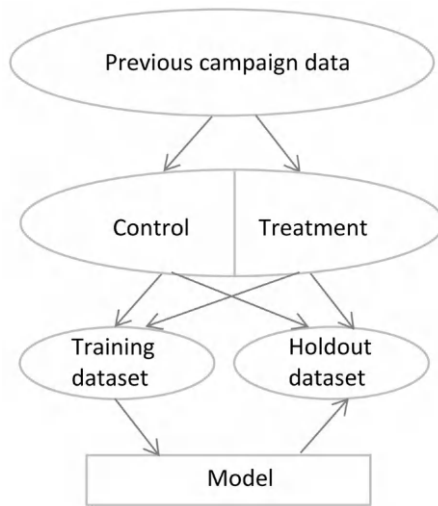 Previous campaign data
Control
Treatment
Training
dataset
Holdout
dataset
Model